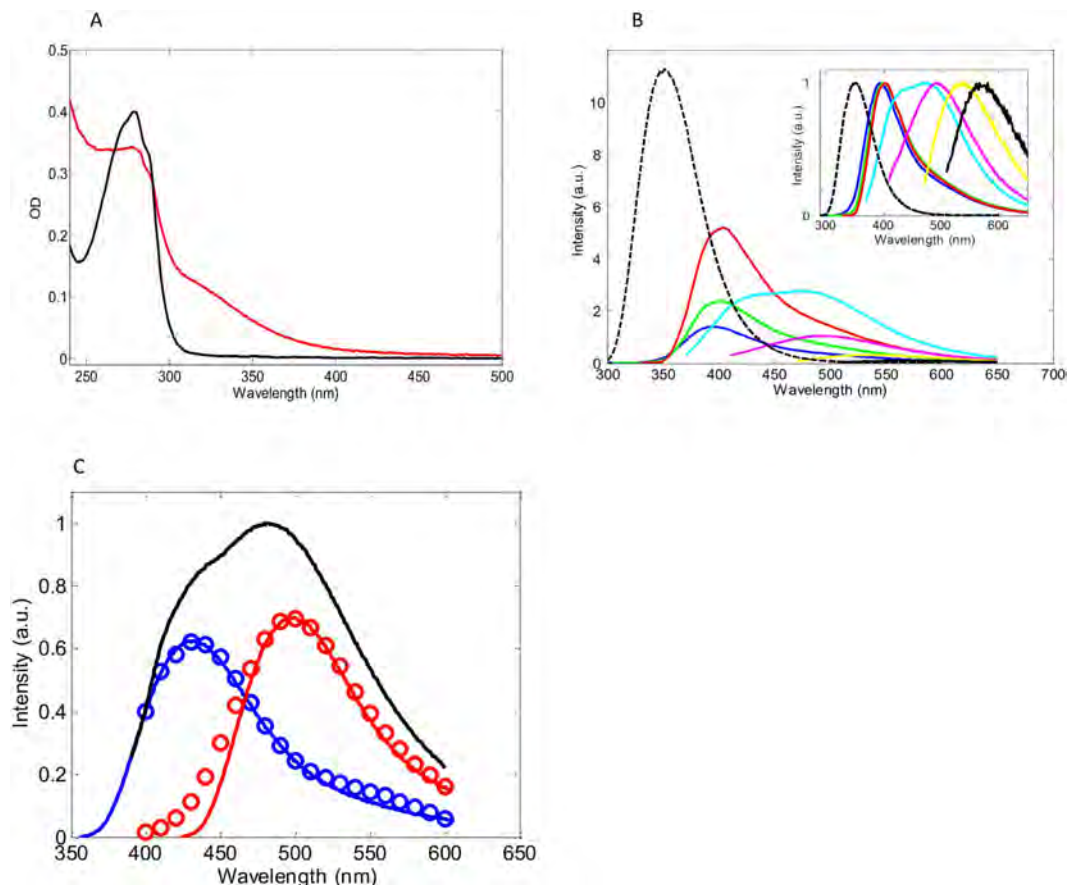 A
0.5
0.4
0.3
0.2
0.1
0
OD
250 300 350 400 450 500
Wavelength (nm)
B
10
8
6
4
2
0
Intensity (a.u.)
300 350 400 450 500 550 600 650 700
Wavelength (nm)
1
0
Intensity (a.u.)
300 400 500 600
Wavelength (nm)
C
1
0.8
0.6
0.4
0.2
0
Intensity (a.u.)
350 400 450 500 550 600 650
Wavelength (nm)